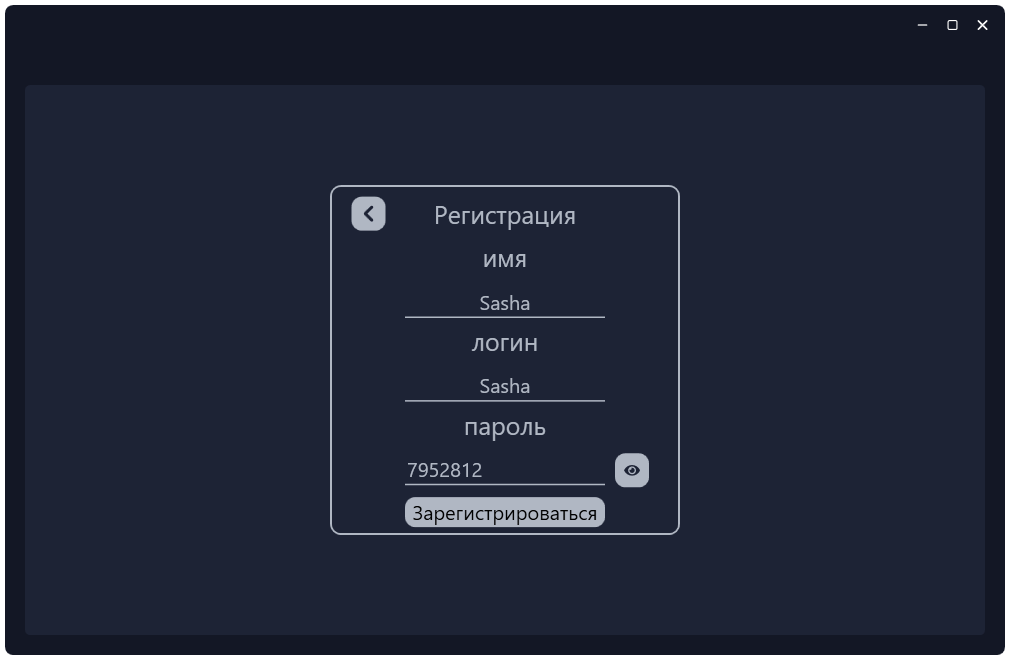 Регистрация
имя
Sasha
логин
Sasha
пароль
7952812
Зарегистрироваться